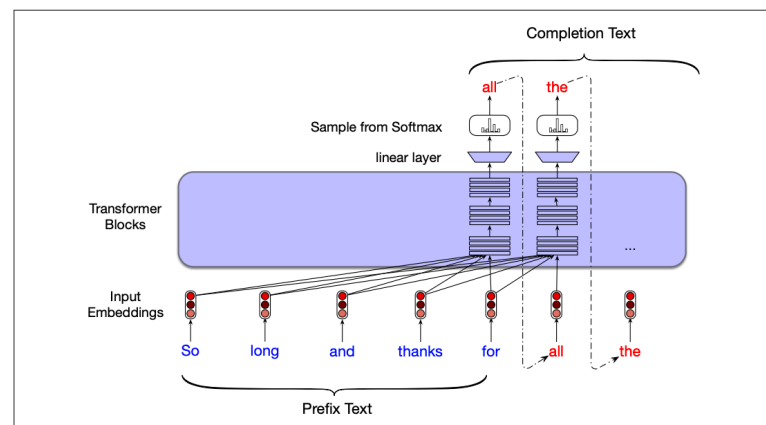 Completion Text
all the
Sample from Softmax
linear layer
Transformer
Blocks
...
Input
Embeddings
So long and thanks for all the
Prefix Text